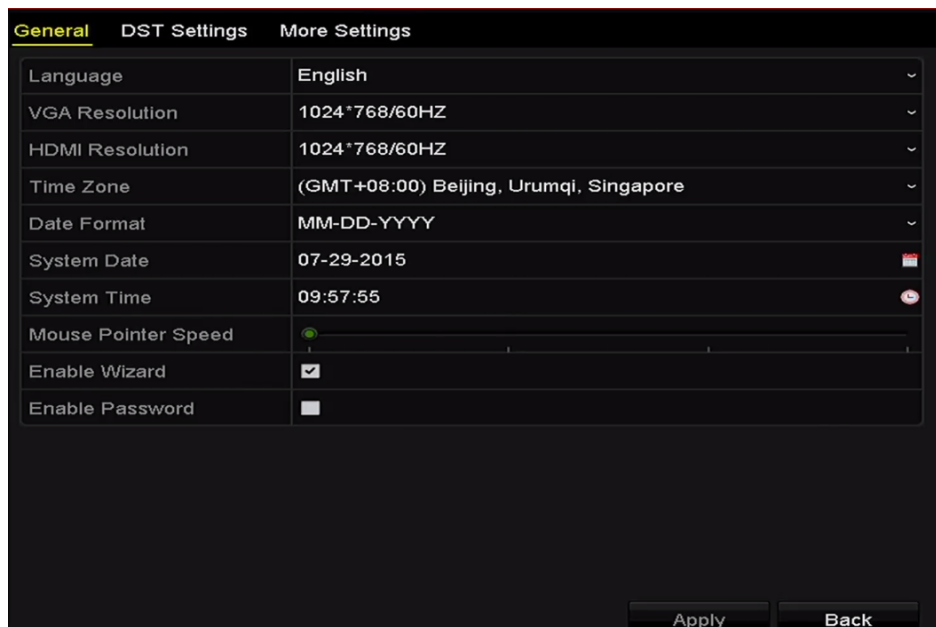 General DST Settings More Settings
Language English
VGA Resolution 1024*768/60HZ
HDMI Resolution 1024*768/60HZ
Time Zone (GMT+08:00) Beijing, Urumqi, Singapore
Date Format MM-DD-YYYY
System Date 07-29-2015
System Time 09:57:55
Mouse Pointer Speed
Enable Wizard
Enable Password
Apply Back